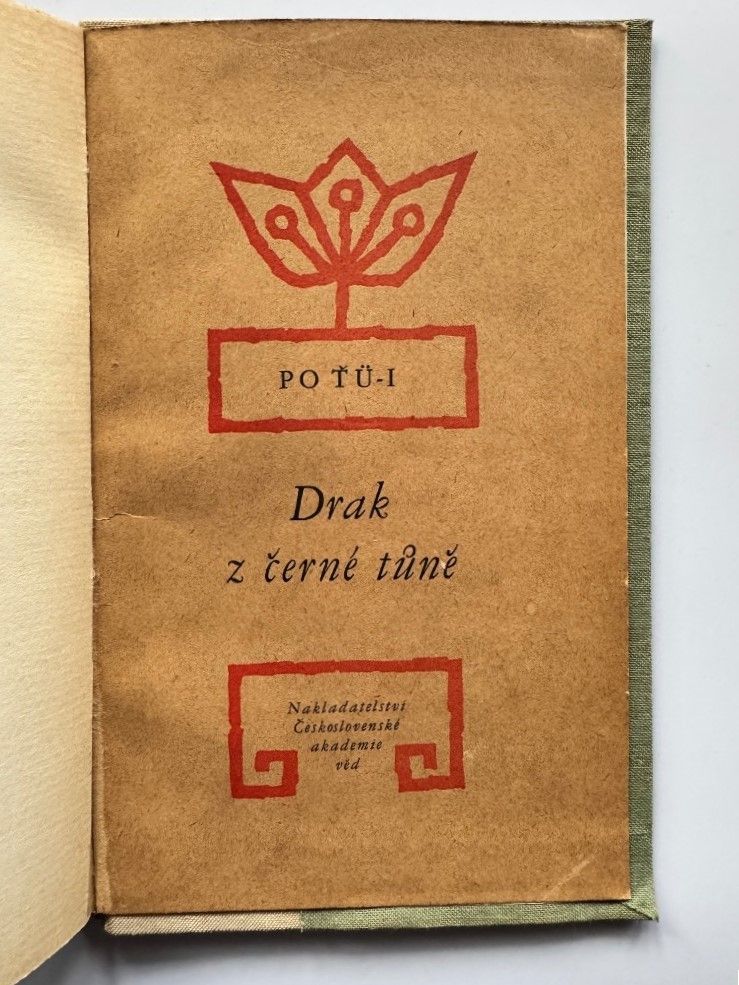 PO ŤÜ-I
Drak
z černé tůně
Nakladatelství
Československé
akademie
věd